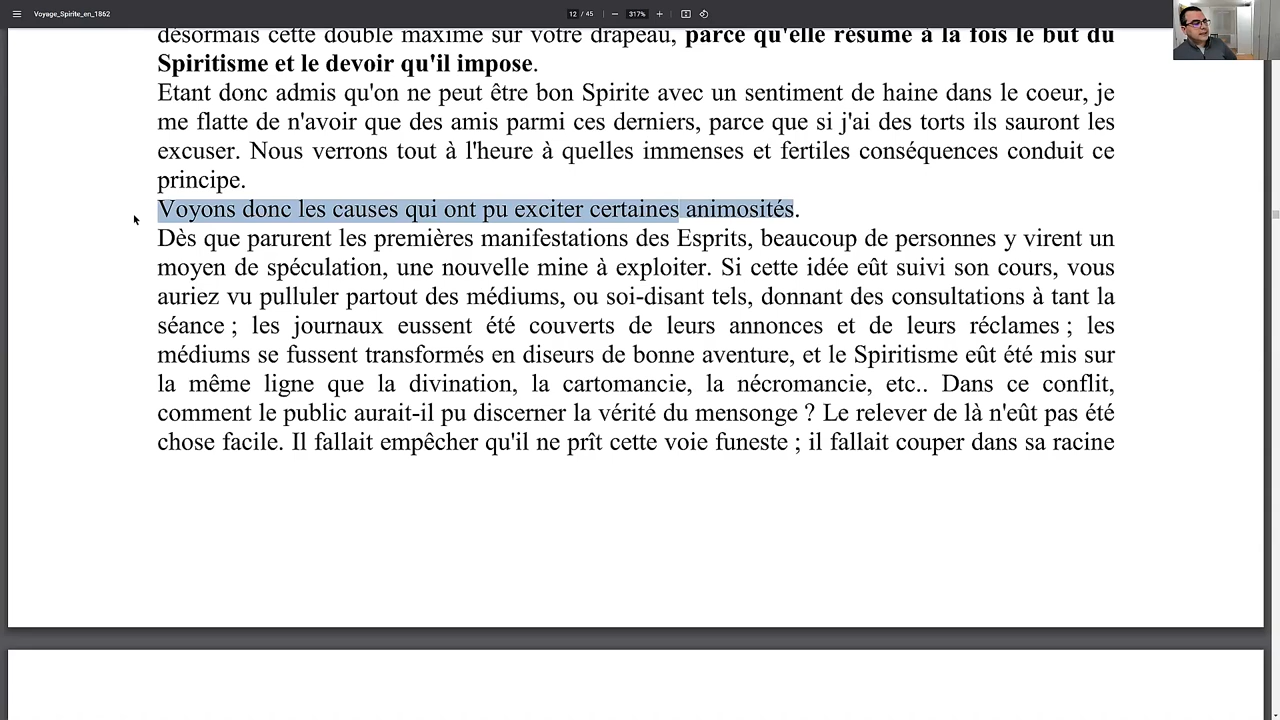 Voyage_Spirite_en_1862
12 / 45
317%
désormais cette double maxime sur votre drapeau, parce qu'elle résume à la fois le but du
Spiritisme et le devoir qu'il impose.
Etant donc admis qu'on ne peut être bon Spirite avec un sentiment de haine dans le coeur, je
me flatte de n'avoir que des amis parmi ces derniers, parce que si j'ai des torts ils sauront les
excuser. Nous verrons tout à l'heure à quelles immenses et fertiles conséquences conduit ce
principe.
Voyons donc les causes qui ont pu exciter certaines animosités.
Dès que parurent les premières manifestations des Esprits, beaucoup de personnes y virent un
moyen de spéculation, une nouvelle mine à exploiter. Si cette idée eût suivi son cours, vous
auriez vu pulluler partout des médiums, ou soi-disant tels, donnant des consultations à tant la
séance ; les journaux eussent été couverts de leurs annonces et de leurs réclames ; les
médiums se fussent transformés en diseurs de bonne aventure, et le Spiritisme eût été mis sur
la même ligne que la divination, la cartomancie, la nécromancie, etc.. Dans ce conflit,
comment le public aurait-il pu discerner la vérité du mensonge ? Le relever de là n'eût pas été
chose facile. Il fallait empêcher qu'il ne prît cette voie funeste ; il fallait couper dans sa racine